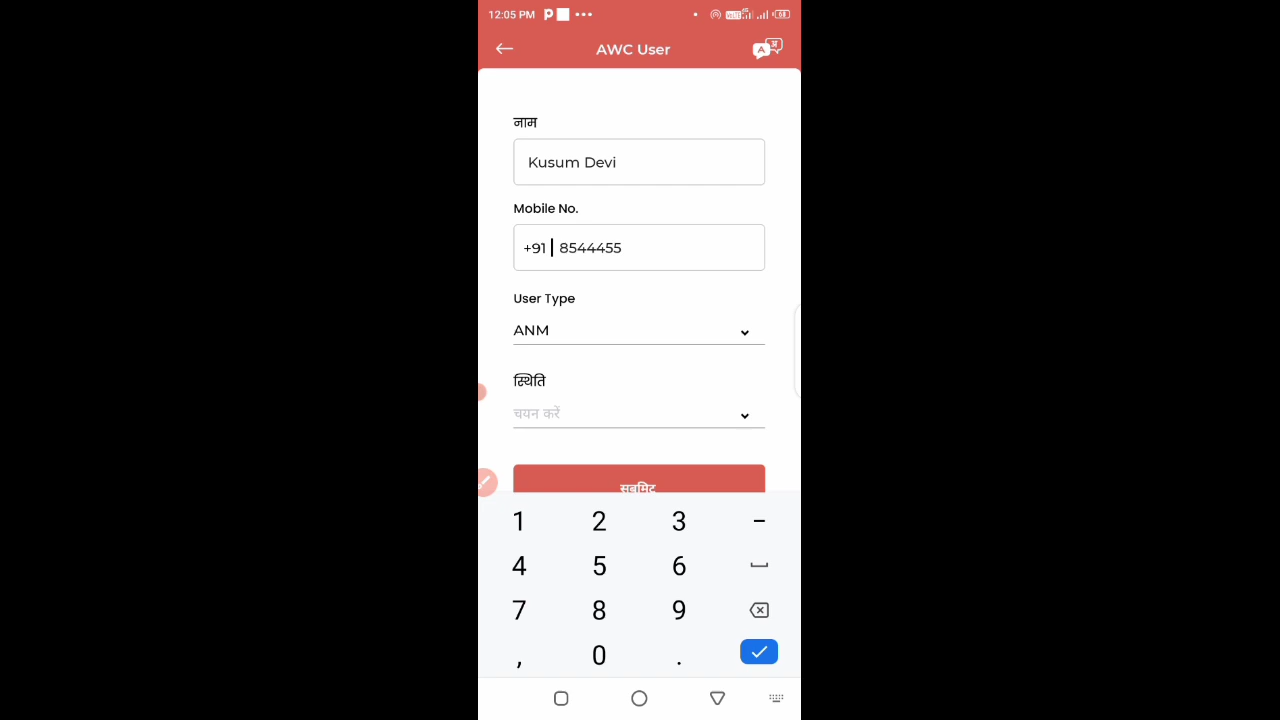 12:05 PM
AWC User
नाम
Kusum Devi
Mobile No.
+91 8544455
User Type
ANM
स्थिति
चयन करें
सबमिट
1 2 3 -
4 5 6
7 8 9
, 0 .